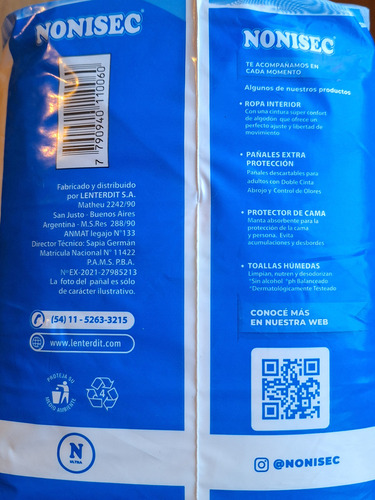 NONISEC®
7 790940 110060
Fabricado y distribuido
por LENTERDIT S.A.
Matheu 2242/90
San Justo - Buenos Aires
Argentina - M.S.Res 288/90
ANMAT legajo N°133
Director Técnico: Sapia Germán
Matrícula Nacional N° 11422
P.A.M.S. P.B.A.
N°EX-2021-27985213
La foto del pañal es sólo
de carácter ilustrativo.
(54) 11 - 5263-3215
www.lenterdit.com
PROTEJA SU
MEDIO AMBIENTE
4
N
ULTRA
NONISEC®
TE ACOMPAÑAMOS EN
CADA MOMENTO
Algunos de nuestros productos
• ROPA INTERIOR
Con una cintura súper confort
de algodón que ofrece un
perfecto ajuste y libertad de
movimiento.
• PAÑALES EXTRA
PROTECCIÓN
Pañales descartables para
adultos con Doble Cinta
Abrojo y Control de Olores
• PROTECTOR DE CAMA
Manta absorbente para la
protección de la cama y
persona. Evita
acumulaciones y desbordes
• TOALLAS HÚMEDAS
Limpian, nutren y desodorizan
*Sin alcohol *ph Balanceado
*Dermatológicamente Testeado
CONOCÉ MÁS
EN NUESTRA WEB
@NONISEC